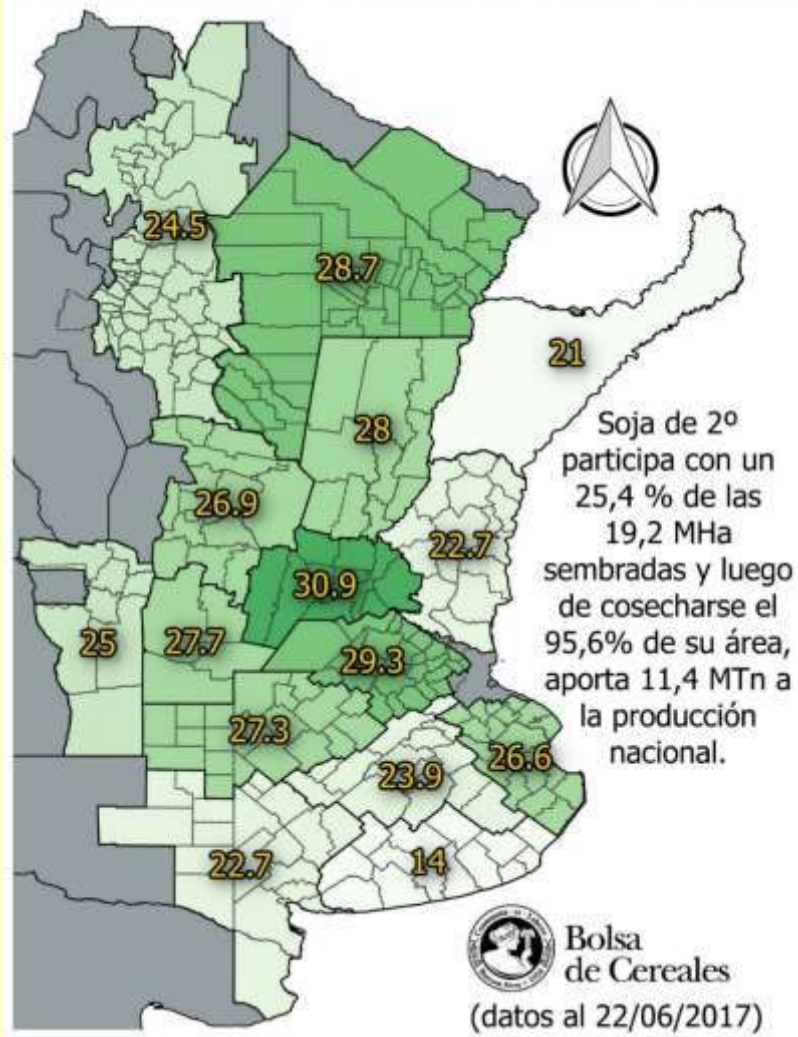 24.5
28.7
21
28
Soja de 2º
participa con un
25,4 % de las
19,2 MHa
sembradas y luego
de cosecharse el
95,6% de su área,
aporta 11,4 MTn a
la producción
nacional.
26.9
22.7
30.9
25
27.7
29.3
27.3
26.6
23.9
22.7
14
Bolsa
de Cereales
(datos al 22/06/2017)